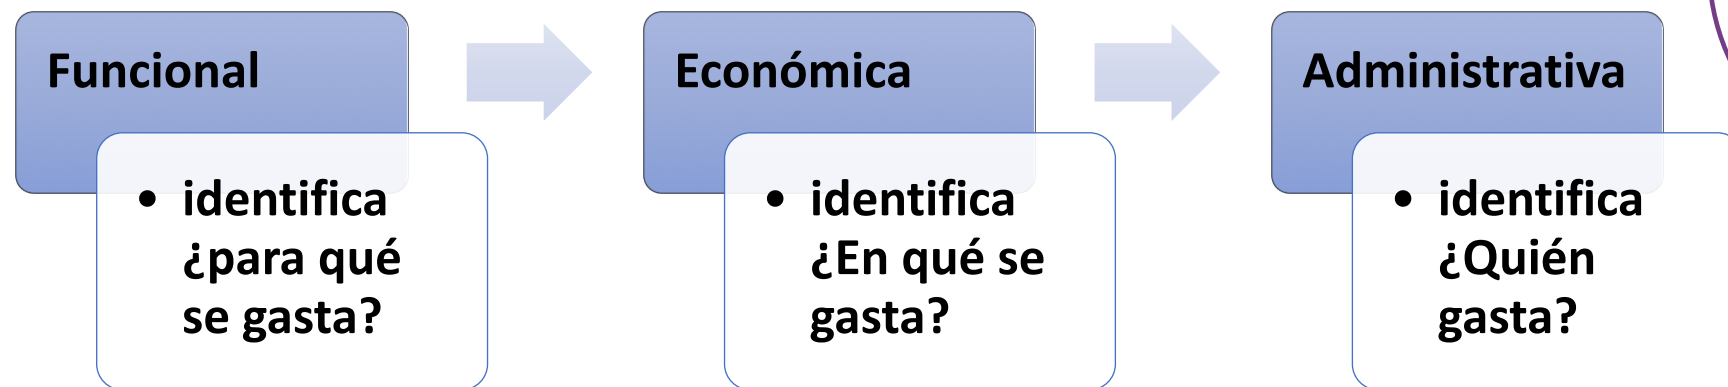 Funcional
• identifica
¿para qué
se gasta?
Económica
• identifica
¿En qué se
gasta?
Administrativa
• identifica
¿Quién
gasta?